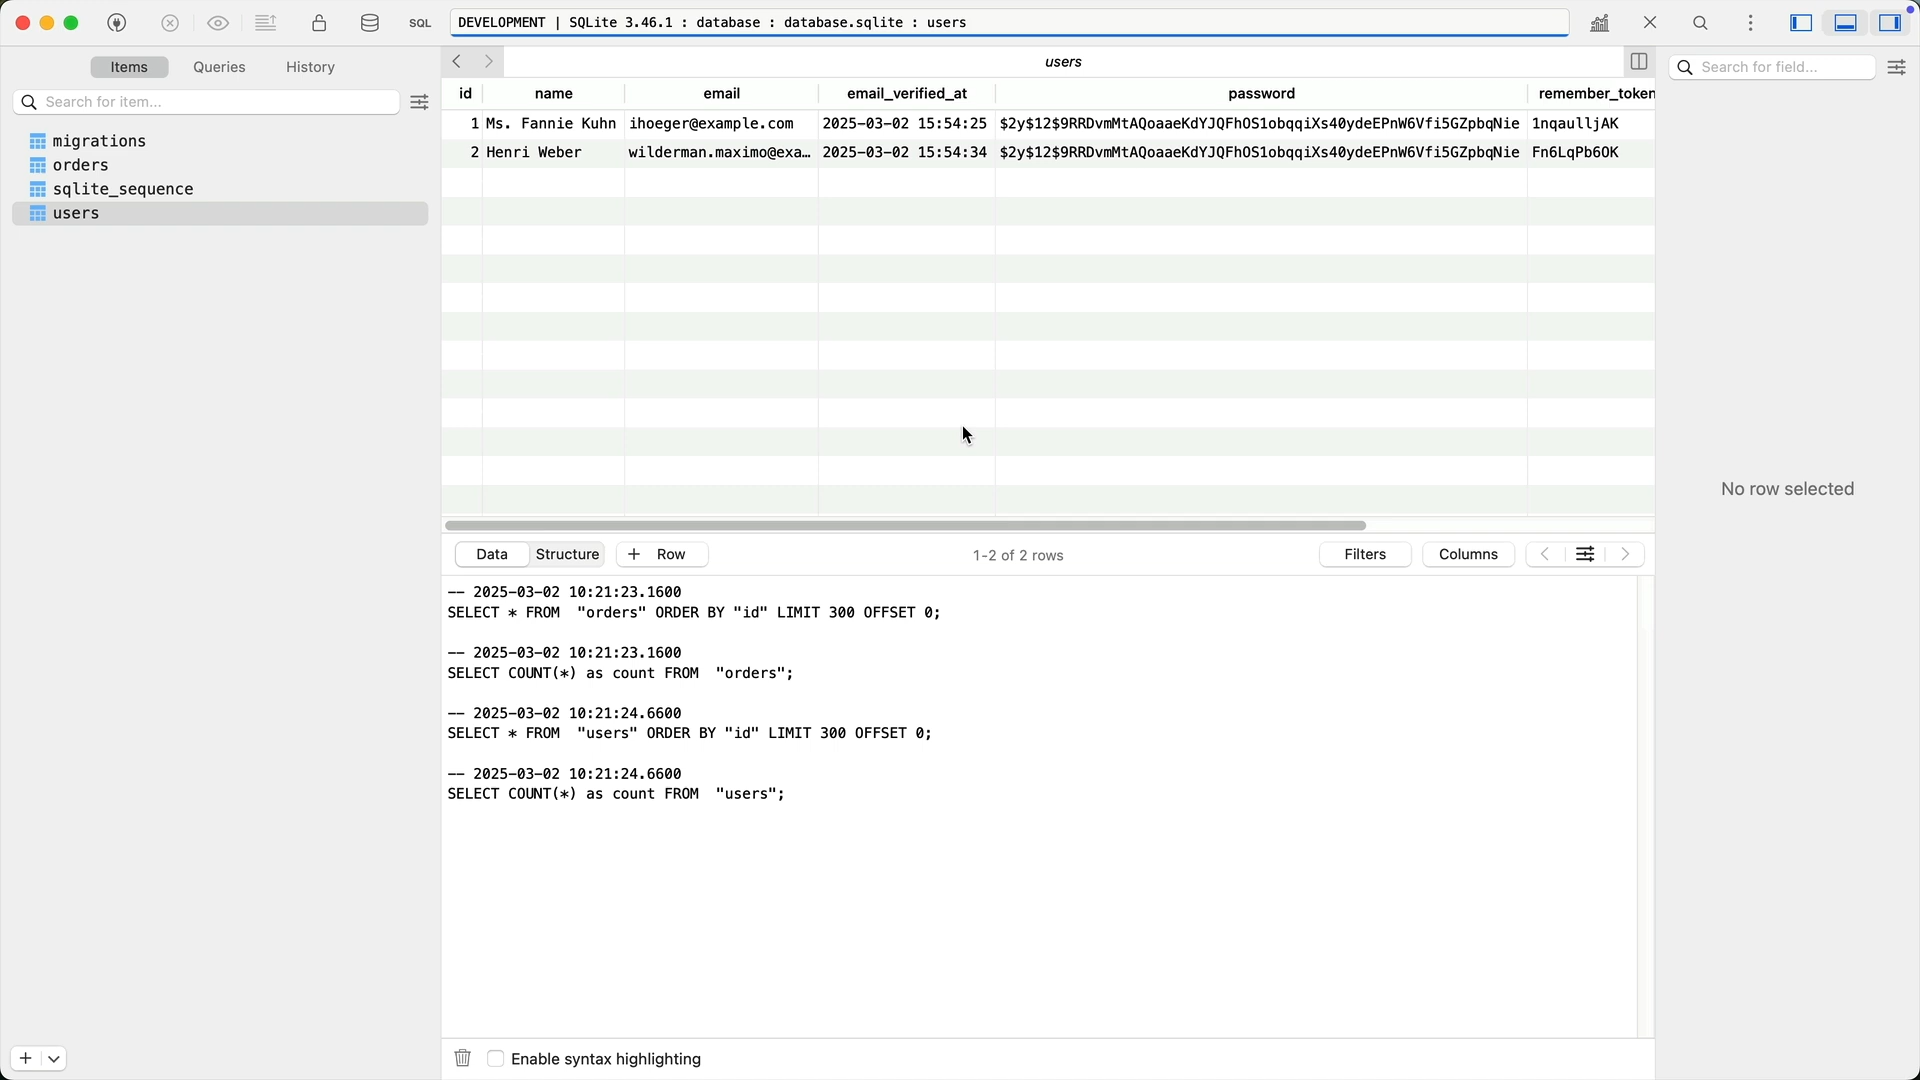 SQL
DEVELOPMENT | SQLite 3.46.1 : database : database.sqlite : users
Items
Queries
History
Search for item...
migrations
orders
sqlite_sequence
users
users
id name email email_verified_at password remember_token
1 Ms. Fannie Kuhn ihoeger@example.com 2025-03-02 15:54:25 $2y$12$9RRDvmMtAQoaaeKdYJQFhOS1obqqiXs40ydeEPnW6Vfi5GZpbqNie 1nqaulljAK
2 Henri Weber wilderman.maximo@exa… 2025-03-02 15:54:34 $2y$12$9RRDvmMtAQoaaeKdYJQFhOS1obqqiXs40ydeEPnW6Vfi5GZpbqNie Fn6LqPb6OK
Data
Structure
+ Row
1-2 of 2 rows
Filters
Columns
-- 2025-03-02 10:21:23.1600
SELECT * FROM  "orders" ORDER BY "id" LIMIT 300 OFFSET 0;
-- 2025-03-02 10:21:23.1600
SELECT COUNT(*) as count FROM  "orders";
-- 2025-03-02 10:21:24.6600
SELECT * FROM  "users" ORDER BY "id" LIMIT 300 OFFSET 0;
-- 2025-03-02 10:21:24.6600
SELECT COUNT(*) as count FROM  "users";
Enable syntax highlighting
Search for field...
No row selected